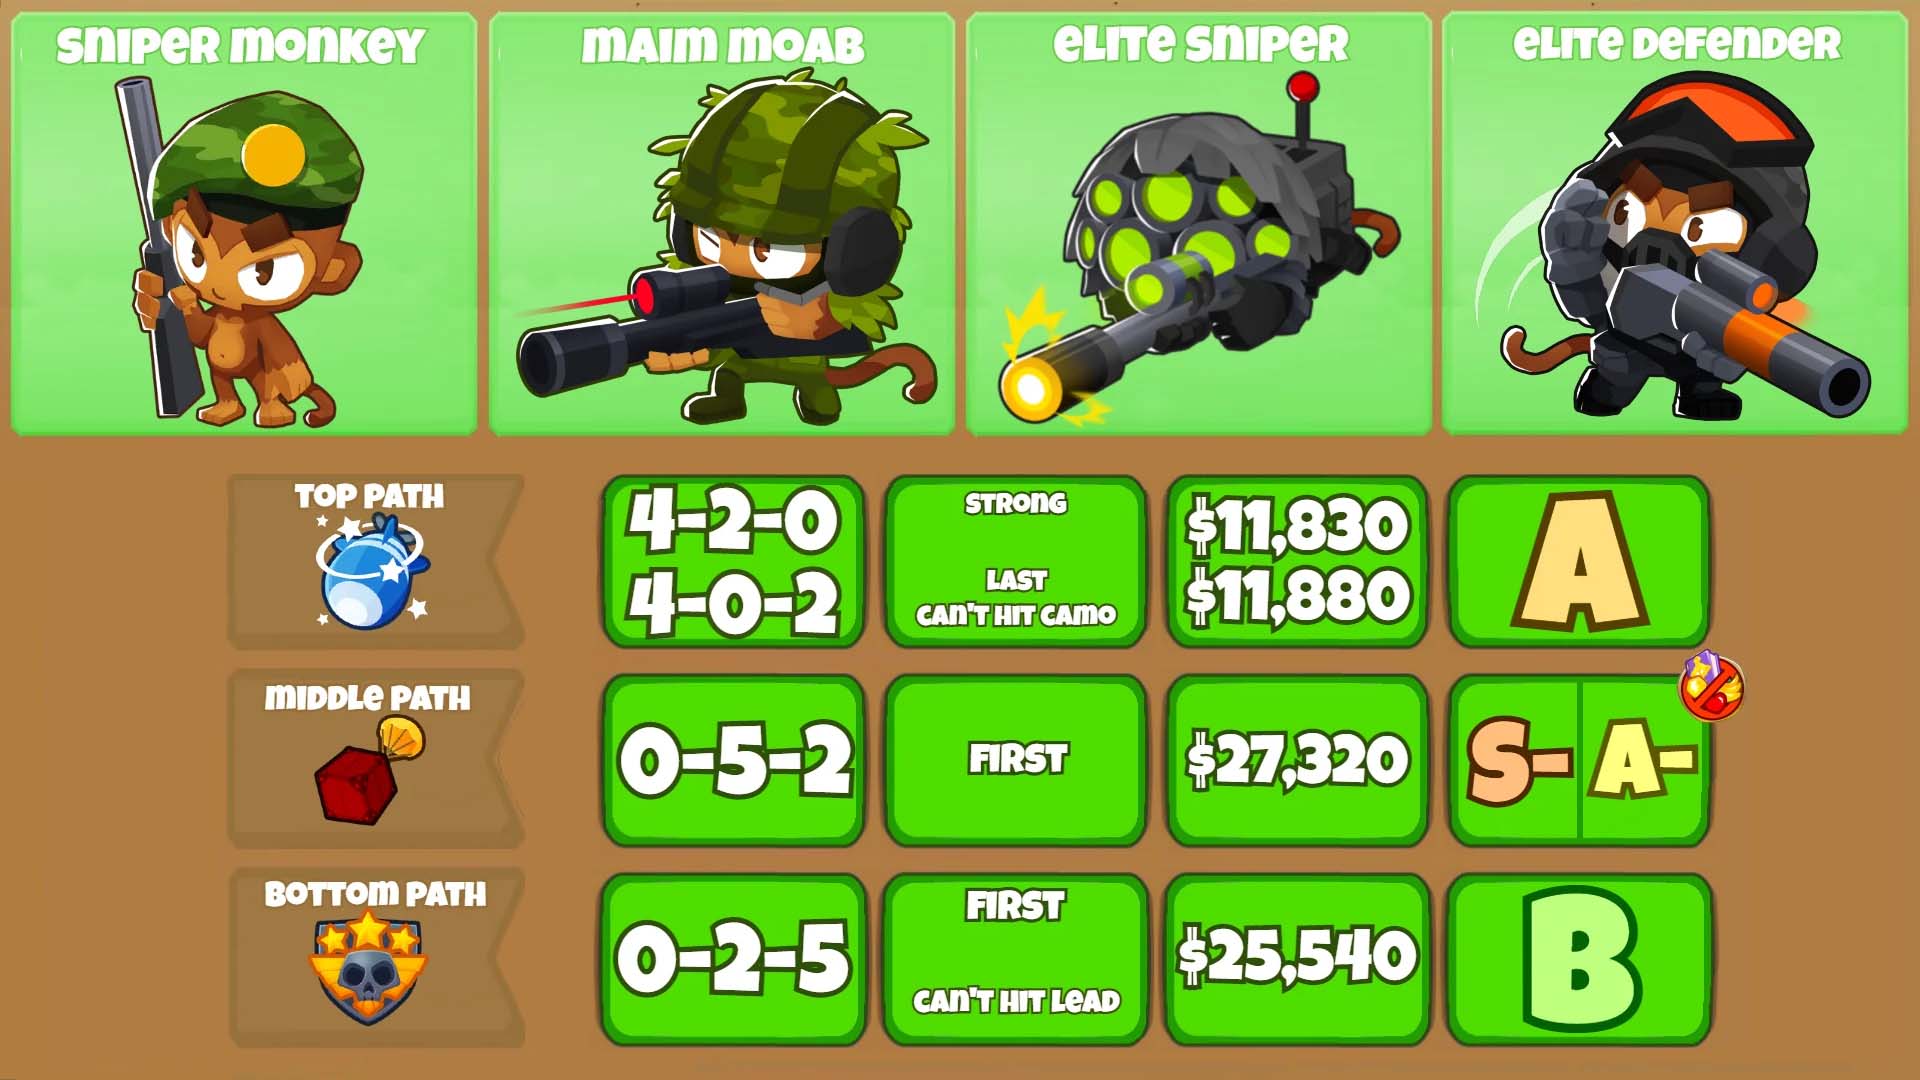 SNIPER MONKEY
MAIM MOAB
ELITE SNIPER
ELITE DEFENDER
TOP PATH
4-2-0
4-0-2
STRONG
LAST
CAN'T HIT CAMO
$11,830
$11,880
A
MIDDLE PATH
0-5-2
FIRST
$27,320
S-
A-
BOTTOM PATH
0-2-5
FIRST
CAN'T HIT LEAD
$25,540
B